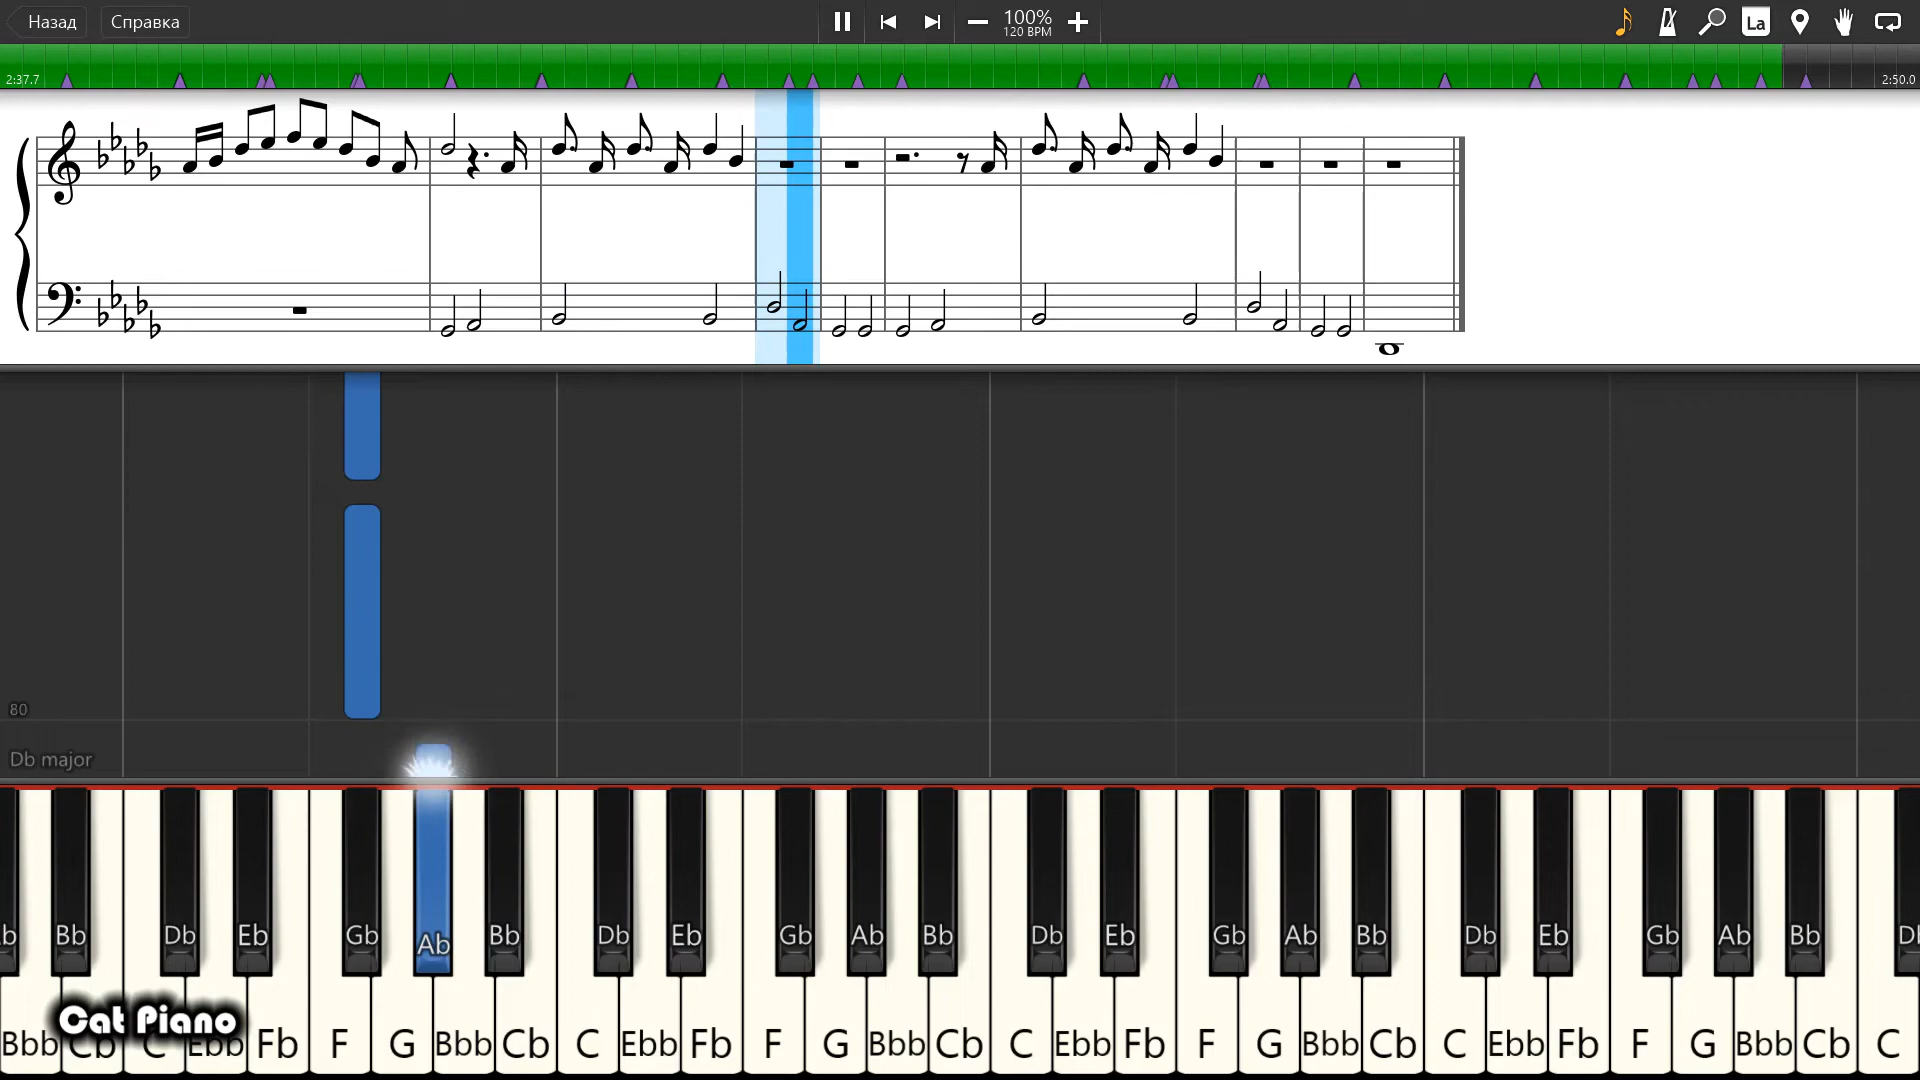 Назад Справка 100% La
120 BPM
2:37.7 2:50.0
80
Db major
b Bb Db Eb Gb Ab Bb Db Eb Gb Ab Bb Db Eb Gb Ab Bb Db Eb Gb Ab Bb D
Cat Piano
Bbb Cb C Ebb Fb F G Bbb Cb C Ebb Fb F G Bbb Cb C Ebb Fb F G Bbb Cb C Ebb Fb F G Bbb Cb C